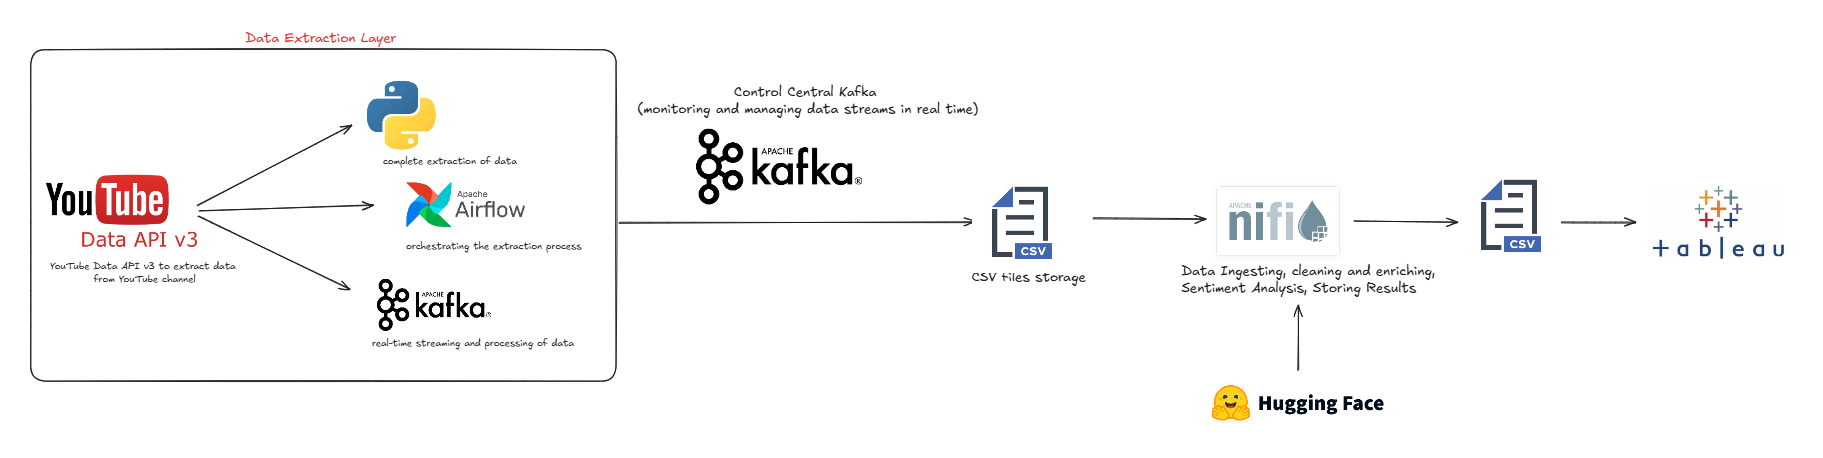 Data Extraction Layer
YouTube
Data API v3
YouTube Data API v3 to extract data
from YouTube channel
complete extraction of data
Apache
Airflow
orchestrating the extraction process
APACHE
kafka®
real-time streaming and processing of data
Control Central Kafka
(monitoring and managing data streams in real time)
APACHE
kafka®
CSV
CSV files storage
APACHE
nifi
Data Ingesting, cleaning and enriching,
Sentiment Analysis, Storing Results
Hugging Face
CSV
+ableau